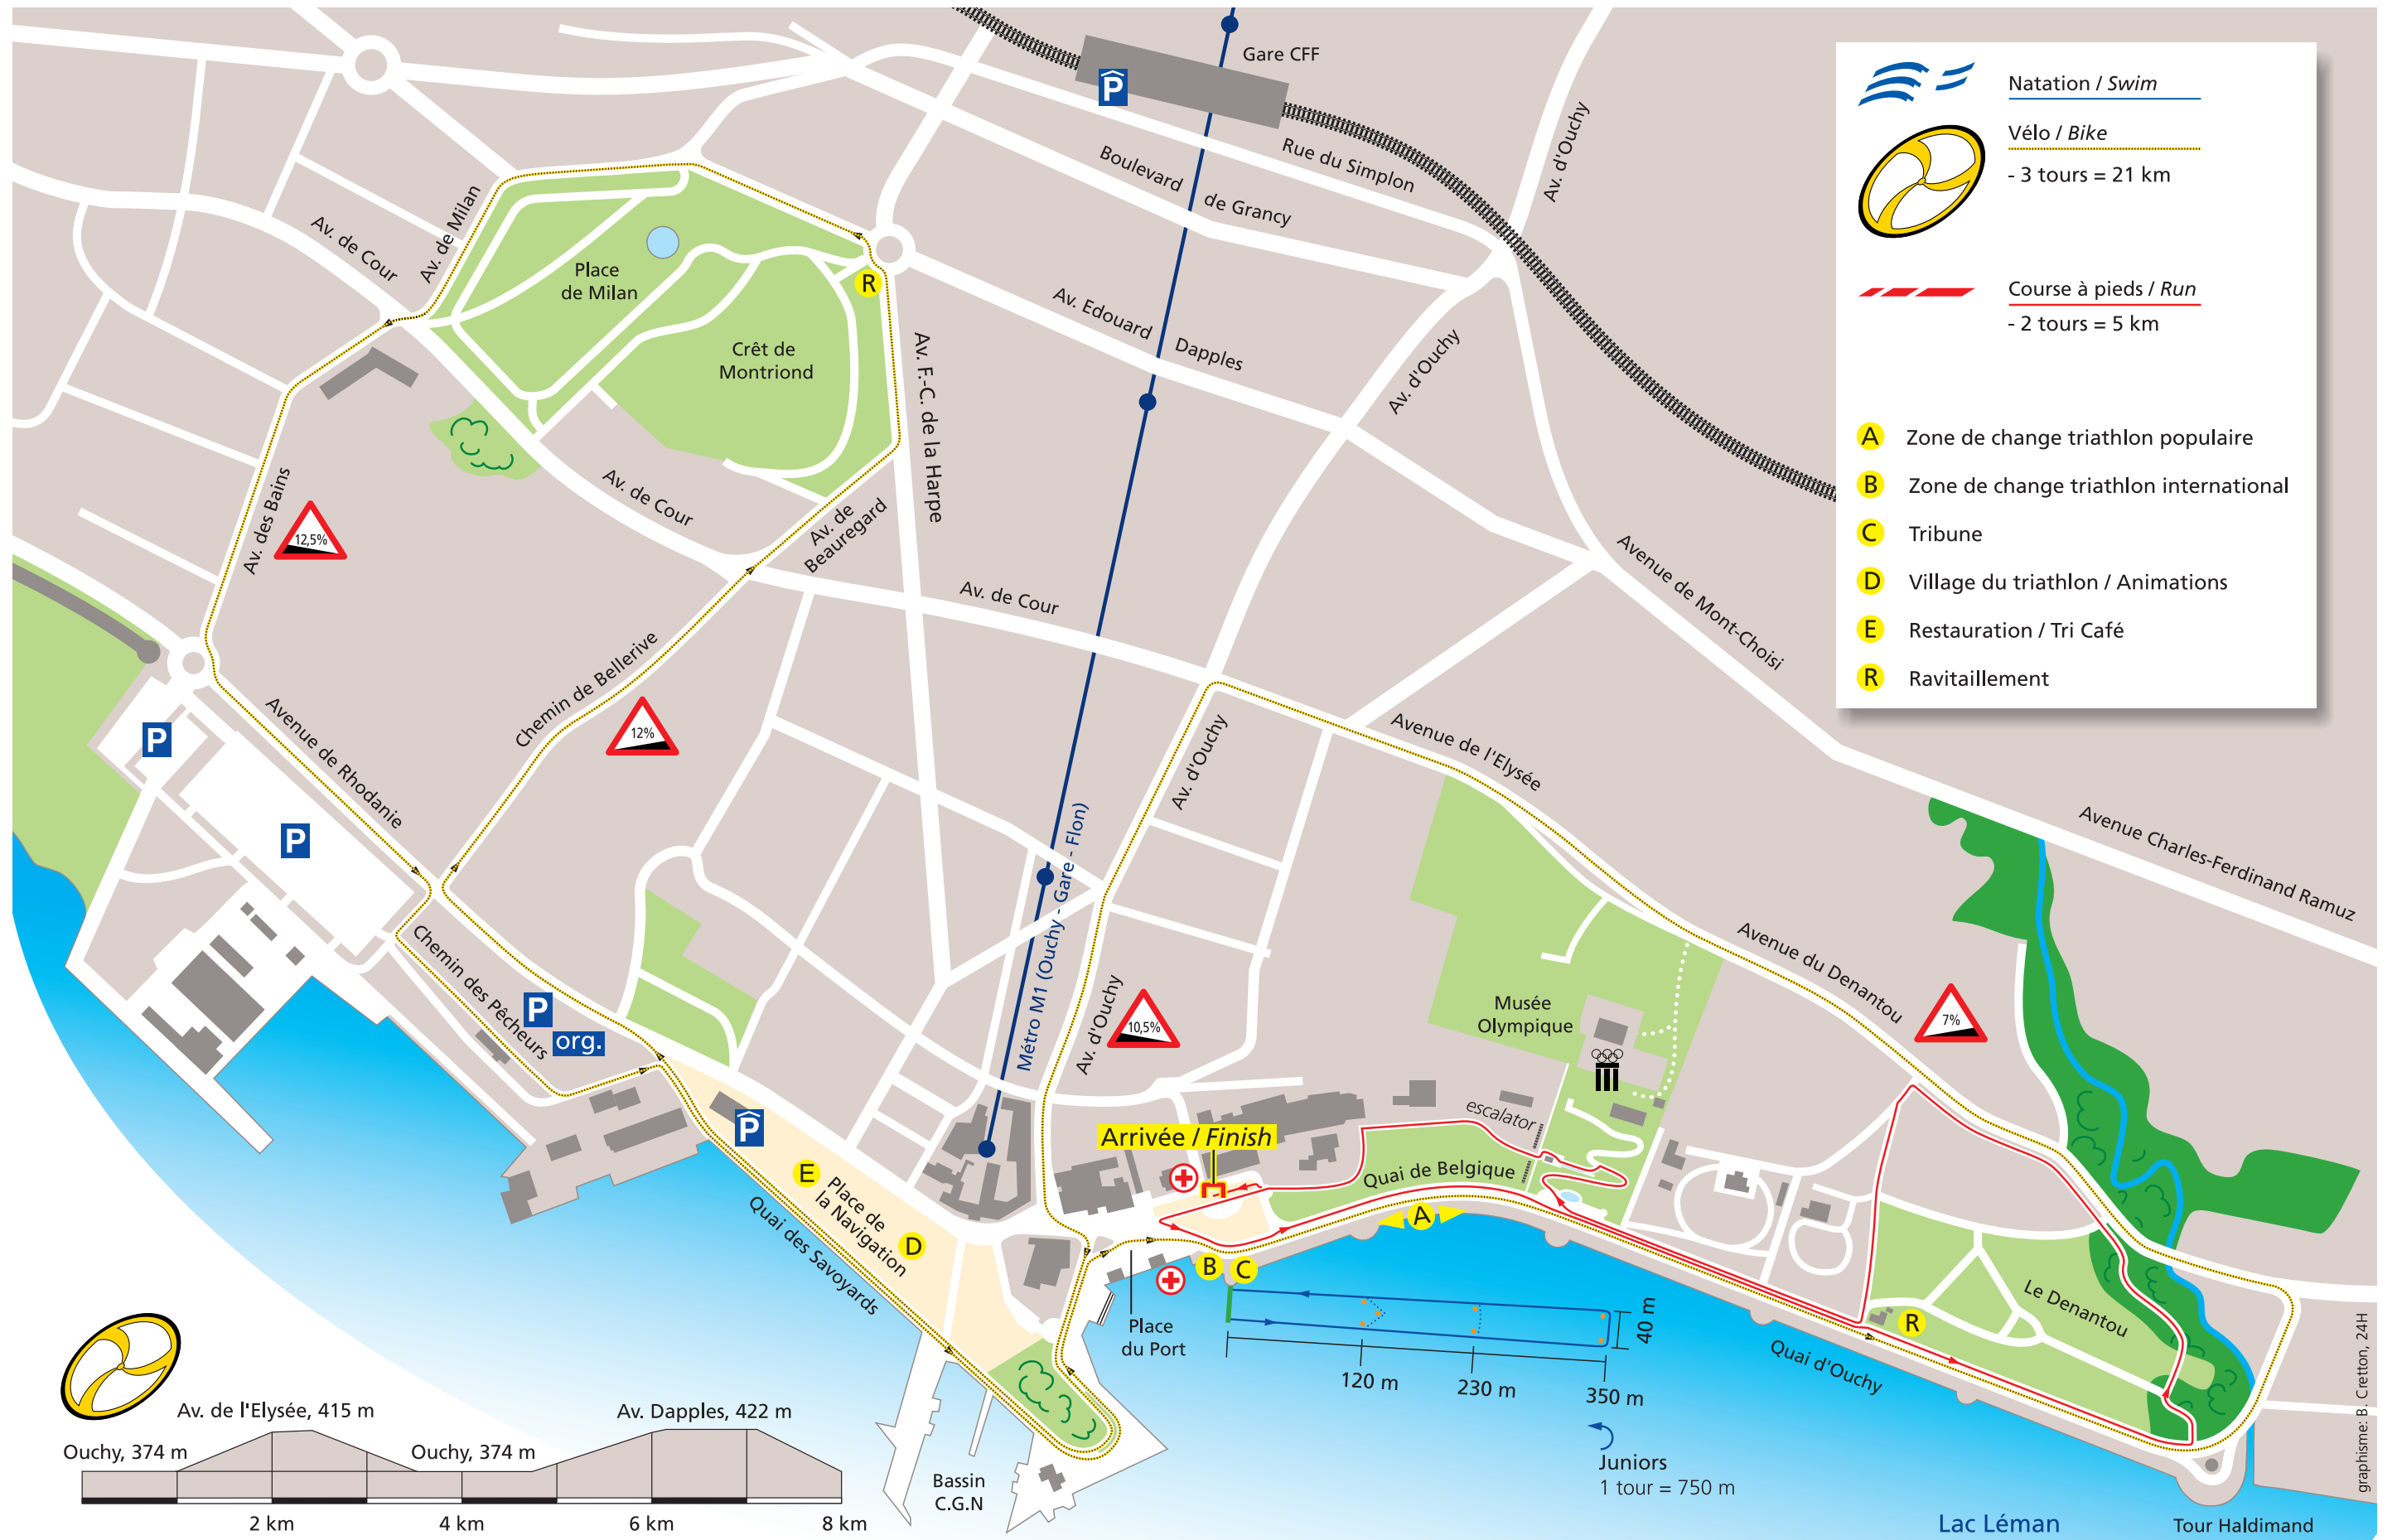 Gare CFF
P
Rue du Simplon
Boulevard de Grancy
Av. d'Ouchy
Natation / Swim
Vélo / Bike
- 3 tours = 21 km
Course à pieds / Run
- 2 tours = 5 km
A Zone de change triathlon populaire
B Zone de change triathlon international
C Tribune
D Village du triathlon / Animations
E Restauration / Tri Café
R Ravitaillement
Av. de Milan
Av. de Cour
Place
de Milan
R
Crêt de
Montriond
Av. F.-C. de la Harpe
Av. Edouard Dapples
Av. d'Ouchy
Av. de Cour
Av. de
Beauregard
Av. des Bains
12,5%
Av. de Cour
Avenue de Mont-Choisi
Chemin de Bellerive
12%
Avenue de Rhodanie
P
P
Av. d'Ouchy
Avenue de l'Elysée
Avenue Charles-Ferdinand Ramuz
Métro M1 (Ouchy - Gare - Flon)
Chemin des Pêcheurs
P
org.
Av. d'Ouchy
10,5%
Musée
Olympique
Avenue du Denantou
7%
escalator
P
Arrivée / Finish
Quai de Belgique
E
Place de
la Navigation
D
Quai des Savoyards
A
B
C
Place
du Port
120 m
230 m
350 m
40 m
Juniors
1 tour = 750 m
R
Le Denantou
Quai d'Ouchy
Bassin
C.G.N
Lac Léman
Tour Haldimand
graphisme: B. Cretton, 24H
Av. de l'Elysée, 415 m
Av. Dapples, 422 m
Ouchy, 374 m
Ouchy, 374 m
2 km
4 km
6 km
8 km